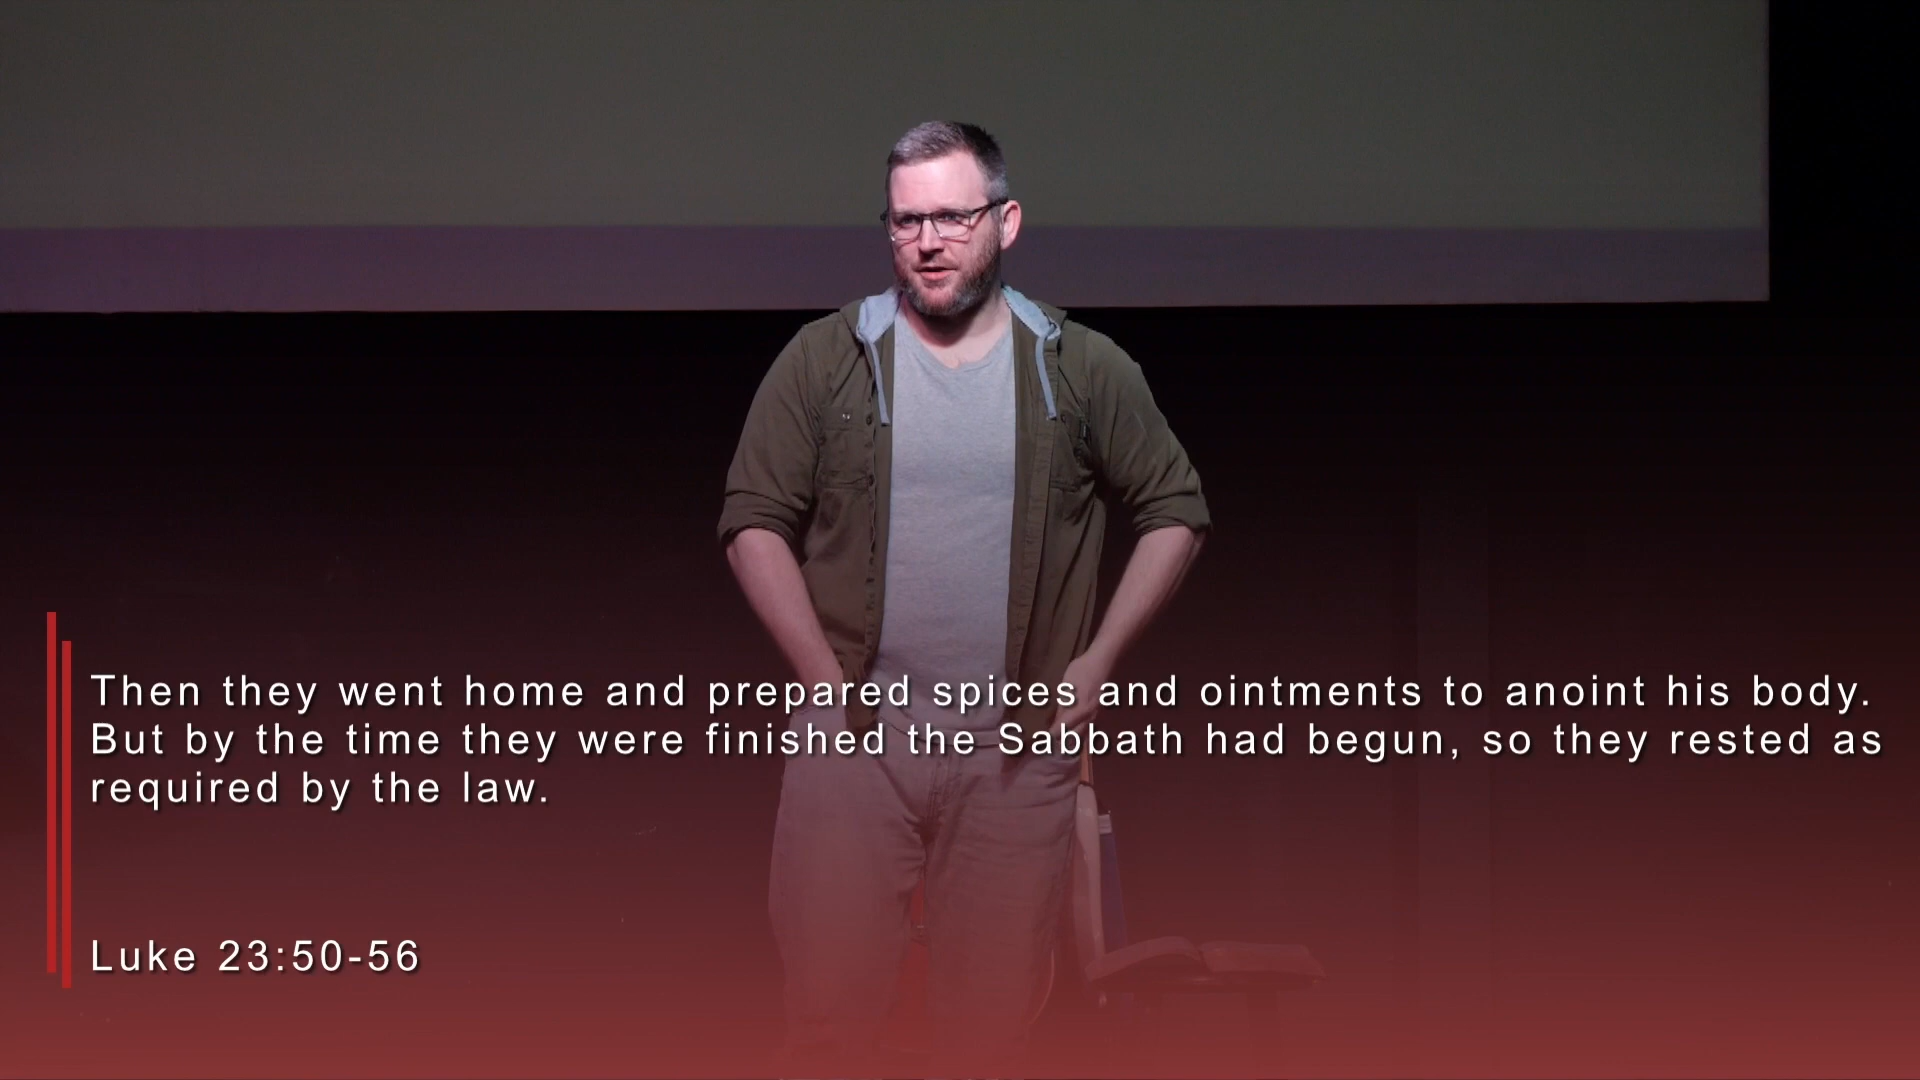 Then they went home and prepared spices and ointments to anoint his body.
But by the time they were finished the Sabbath had begun, so they rested as
required by the law.
Luke 23:50-56